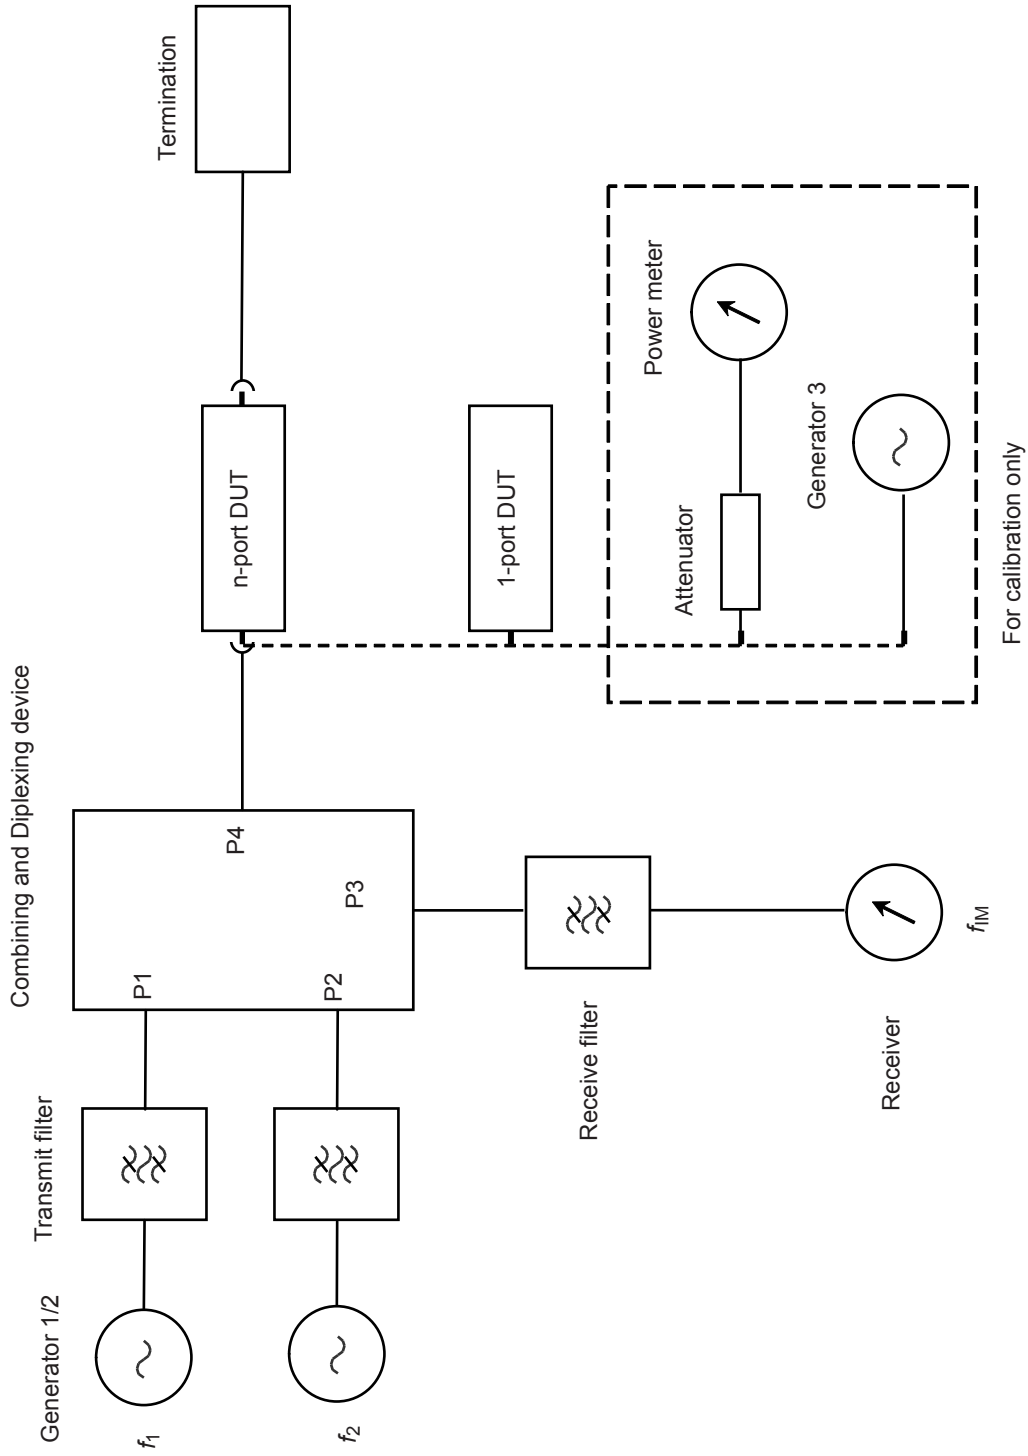 Combining and Diplexing device
Generator 1/2
Transmit filter
f1
f2
P1
P2
P3
P4
n-port DUT
Termination
1-port DUT
Receive filter
Receiver
fIM
Attenuator
Power meter
Generator 3
For calibration only